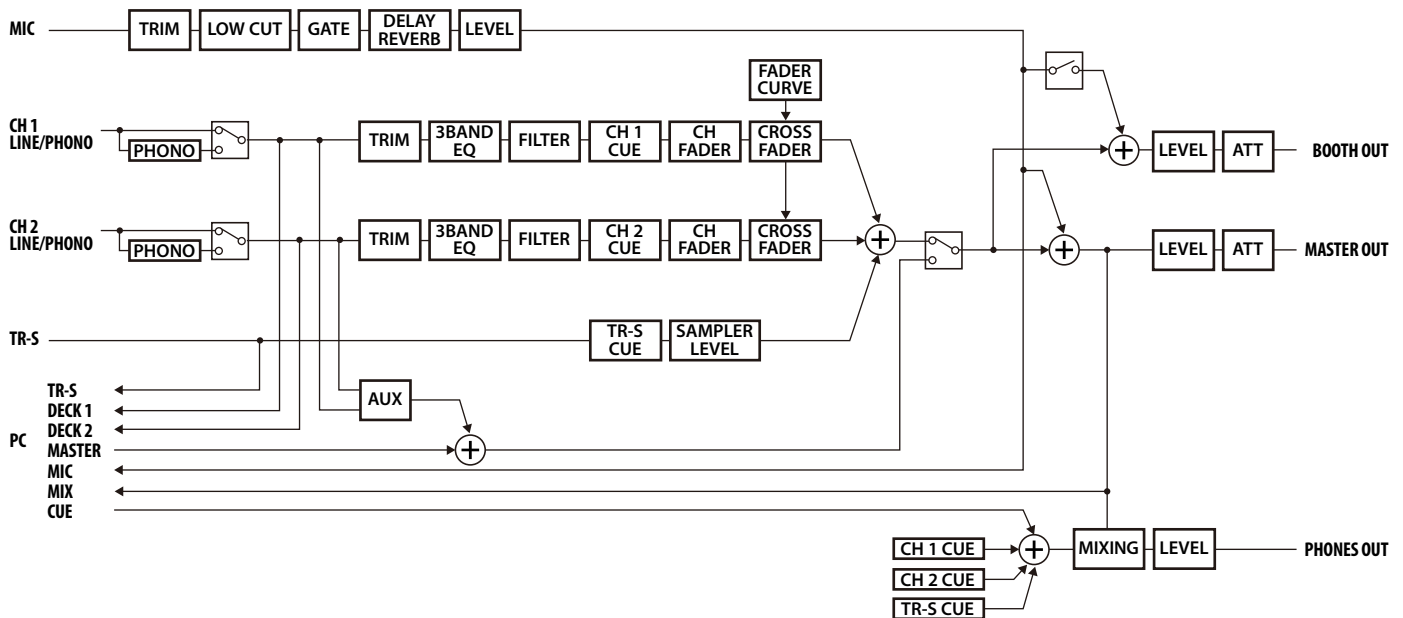 MIC
TRIM
LOW CUT
GATE
DELAY
REVERB
LEVEL
FADER
CURVE
CH 1
LINE/PHONO
PHONO
TRIM
3BAND
EQ
FILTER
CH 1
CUE
CH
FADER
CROSS
FADER
+
LEVEL
ATT
BOOTH OUT
CH 2
LINE/PHONO
PHONO
TRIM
3BAND
EQ
FILTER
CH 2
CUE
CH
FADER
CROSS
FADER
+
+
LEVEL
ATT
MASTER OUT
TR-S
TR-S
CUE
SAMPLER
LEVEL
PC
TR-S
DECK 1
DECK 2
MASTER
MIC
MIX
CUE
AUX
+
CH 1 CUE
CH 2 CUE
TR-S CUE
+
MIXING
LEVEL
PHONES OUT